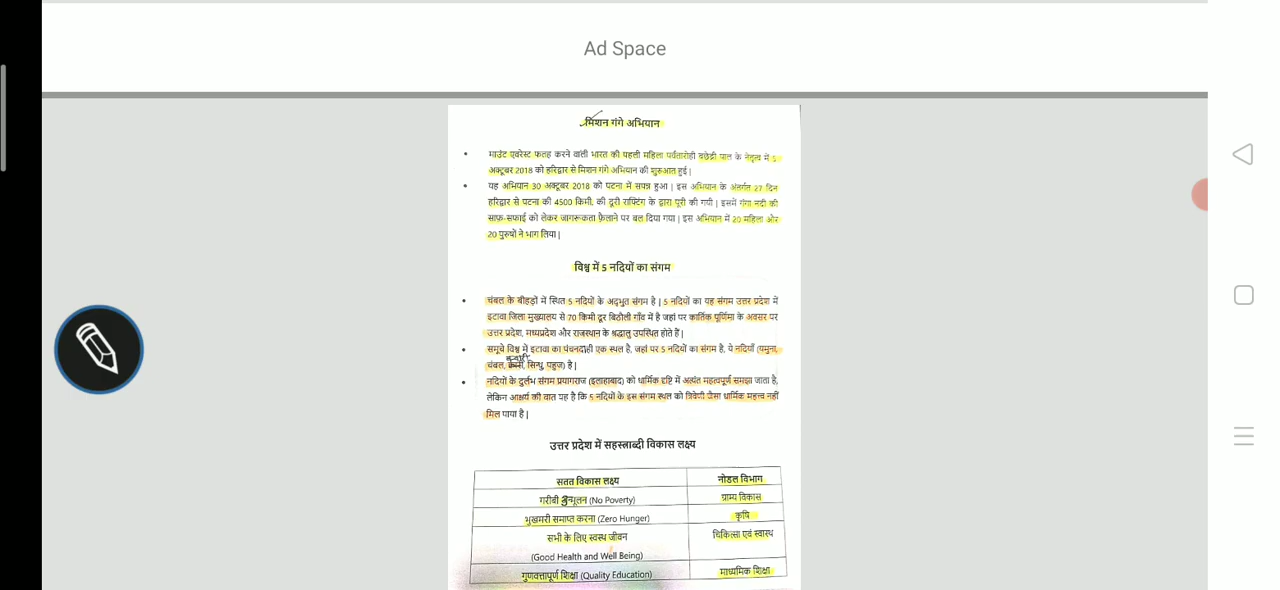 Ad Space
मिशन गंगे अभियान
• माउंट एवरेस्ट फतह करने वाली भारत की पहली महिला पर्वतारोही बछेंद्री पाल के नेतृत्व में 5
अक्टूबर 2018 को हरिद्वार से मिशन गंगे अभियान की शुरुआत हुई |
• यह अभियान 30 अक्टूबर 2018 को पटना में सपन्न हुआ | इस अभियान के अंतर्गत 27 दिन
हरिद्वार से पटना की 4500 किमी. की दूरी राफ्टिंग के द्वारा पूरी की गयी | इसमें गंगा नदी की
साफ़-सफाई को लेकर जागरूकता फ़ैलाने पर बल दिया गया | इस अभियान में 20 महिला और
20 पुरुषों ने भाग लिया |
विश्व में 5 नदियों का संगम
• चंबल के बीहड़ों में स्थित 5 नदियों के अद्भुत संगम है | 5 नदियों का यह संगम उत्तर प्रदेश में
इटावा जिला मुख्यालय से 70 किमी दूर बिठौली गाँव में है जहां पर कार्तिक पूर्णिमा के अवसर पर
उत्तर प्रदेश, मध्यप्रदेश और राजस्थान के श्रद्धालु उपस्थित होते हैं |
• समूचे विश्व में इटावा का पंचनदा ही एक स्थल है, जहां पर 5 नदियों का संगम है, ये नदियाँ (यमुना,
चंबल, क्वारी, सिन्धु, पहुज) है |
• नदियों के दुर्लभ संगम प्रयागराज (इलाहाबाद) को धार्मिक दृष्टि में अत्यंत महत्वपूर्ण समझा जाता है,
लेकिन आश्चर्य की वात यह है कि 5 नदियों के इस संगम स्थल को त्रिवेणी जैसा धार्मिक महत्त्व नहीं
मिल पाया है |
उत्तर प्रदेश में सहस्त्राब्दी विकास लक्ष्य
सतत विकास लक्ष्य नोडल विभाग
गरीबी उन्मूलन (No Poverty) ग्राम्य विकास
भुखमरी समाप्त करना (Zero Hunger) कृषि
सभी के लिए स्वस्थ जीवन चिकित्सा एवं स्वास्थ
(Good Health and Well Being)
गुणवत्तापूर्ण शिक्षा (Quality Education) माध्यमिक शिक्षा